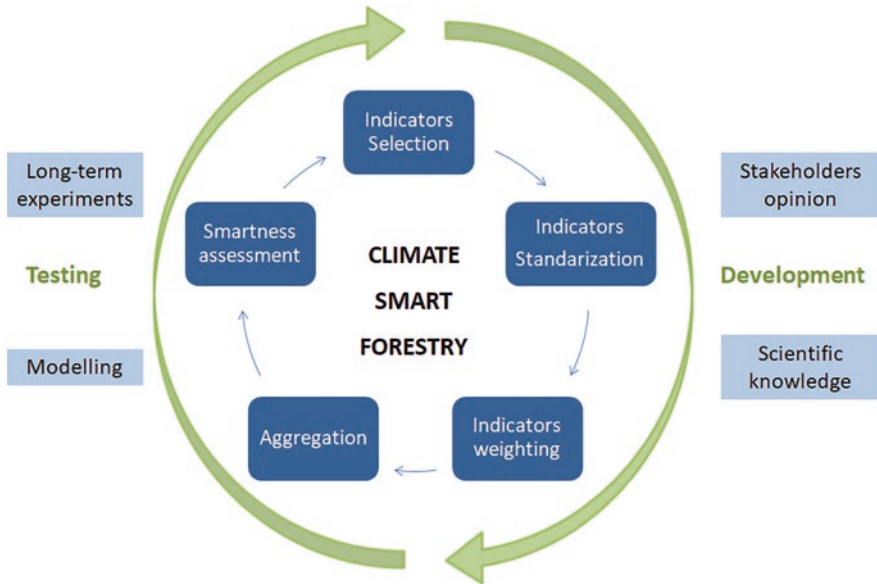 Indicators
Selection
Long-term
experiments
Stakeholders
opinion
Smartness
assessment
CLIMATE
SMART
FORESTRY
Indicators
Standarization
Testing
Development
Modelling
Scientific
knowledge
Aggregation
Indicators
weighting